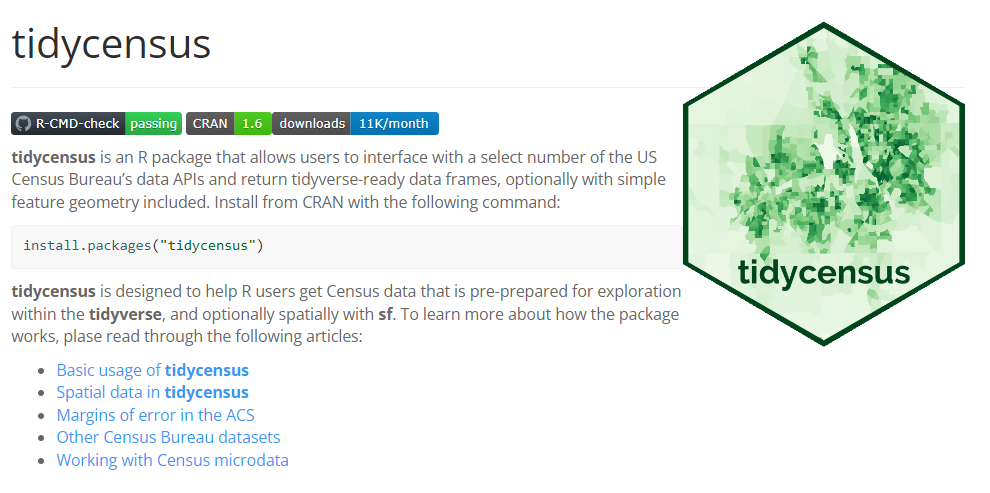 tidycensus
R-CMD-check passing CRAN 1.6 downloads 11K/month
tidycensus is an R package that allows users to interface with a select number of the US
Census Bureau’s data APIs and return tidyverse-ready data frames, optionally with simple
feature geometry included. Install from CRAN with the following command:
install.packages("tidycensus")
tidycensus is designed to help R users get Census data that is pre-prepared for exploration
within the tidyverse, and optionally spatially with sf. To learn more about how the package
works, plase read through the following articles:
• Basic usage of tidycensus
• Spatial data in tidycensus
• Margins of error in the ACS
• Other Census Bureau datasets
• Working with Census microdata
tidycensus